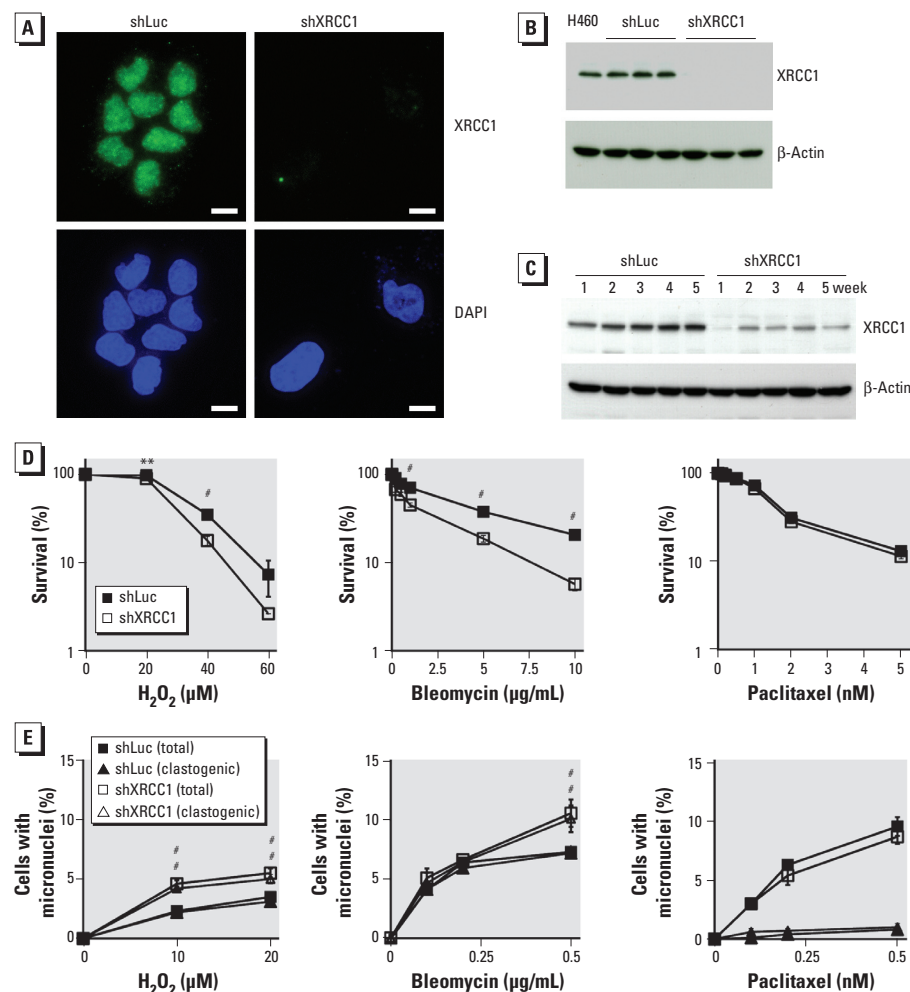 A
shLuc
shXRCC1
XRCC1
DAPI
B
H460
shLuc
shXRCC1
XRCC1
β-Actin
C
shLuc
shXRCC1
1 2 3 4 5 1 2 3 4 5 week
XRCC1
β-Actin
D
Survival (%)
100
10
1
**
#
shLuc
shXRCC1
0 20 40 60
H₂O₂ (μM)
Survival (%)
100
10
1
# # #
0 2.5 5 10
Bleomycin (μg/mL)
Survival (%)
100
10
1
0 1 2 3 4 5
Paclitaxel (nM)
E
shLuc (total)
shLuc (clastogenic)
shXRCC1 (total)
shXRCC1 (clastogenic)
Cells with
micronuclei (%)
15
10
5
0
# #
# #
0 10 20
H₂O₂ (μM)
Cells with
micronuclei (%)
15
10
5
0
#
#
0 0.25 0.5
Bleomycin (μg/mL)
Cells with
micronuclei (%)
15
10
5
0
0 0.25 0.5
Paclitaxel (nM)